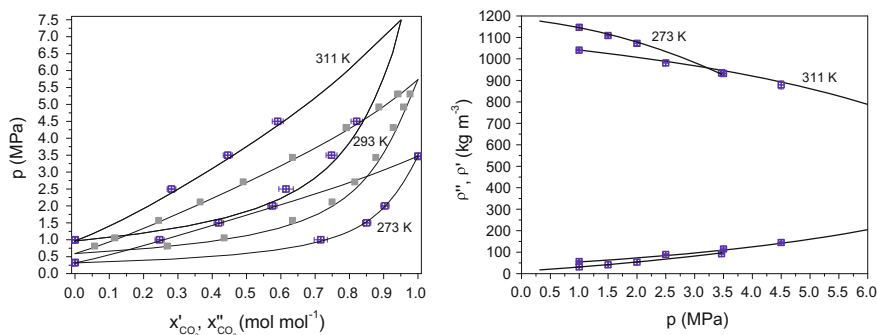 7.5
7.0
6.5
6.0
5.5
5.0
4.5
4.0
3.5
3.0
2.5
2.0
1.5
1.0
0.5
0.0
p (MPa)
311 K
293 K
273 K
0.0 0.1 0.2 0.3 0.4 0.5 0.6 0.7 0.8 0.9 1.0
x'CO₂, x''CO₂ (mol mol⁻¹)
1200
1100
1000
900
800
700
600
500
400
300
200
100
0
ρ'', ρ' (kg m⁻³)
273 K
311 K
0.0 0.5 1.0 1.5 2.0 2.5 3.0 3.5 4.0 4.5 5.0 5.5 6.0
p (MPa)